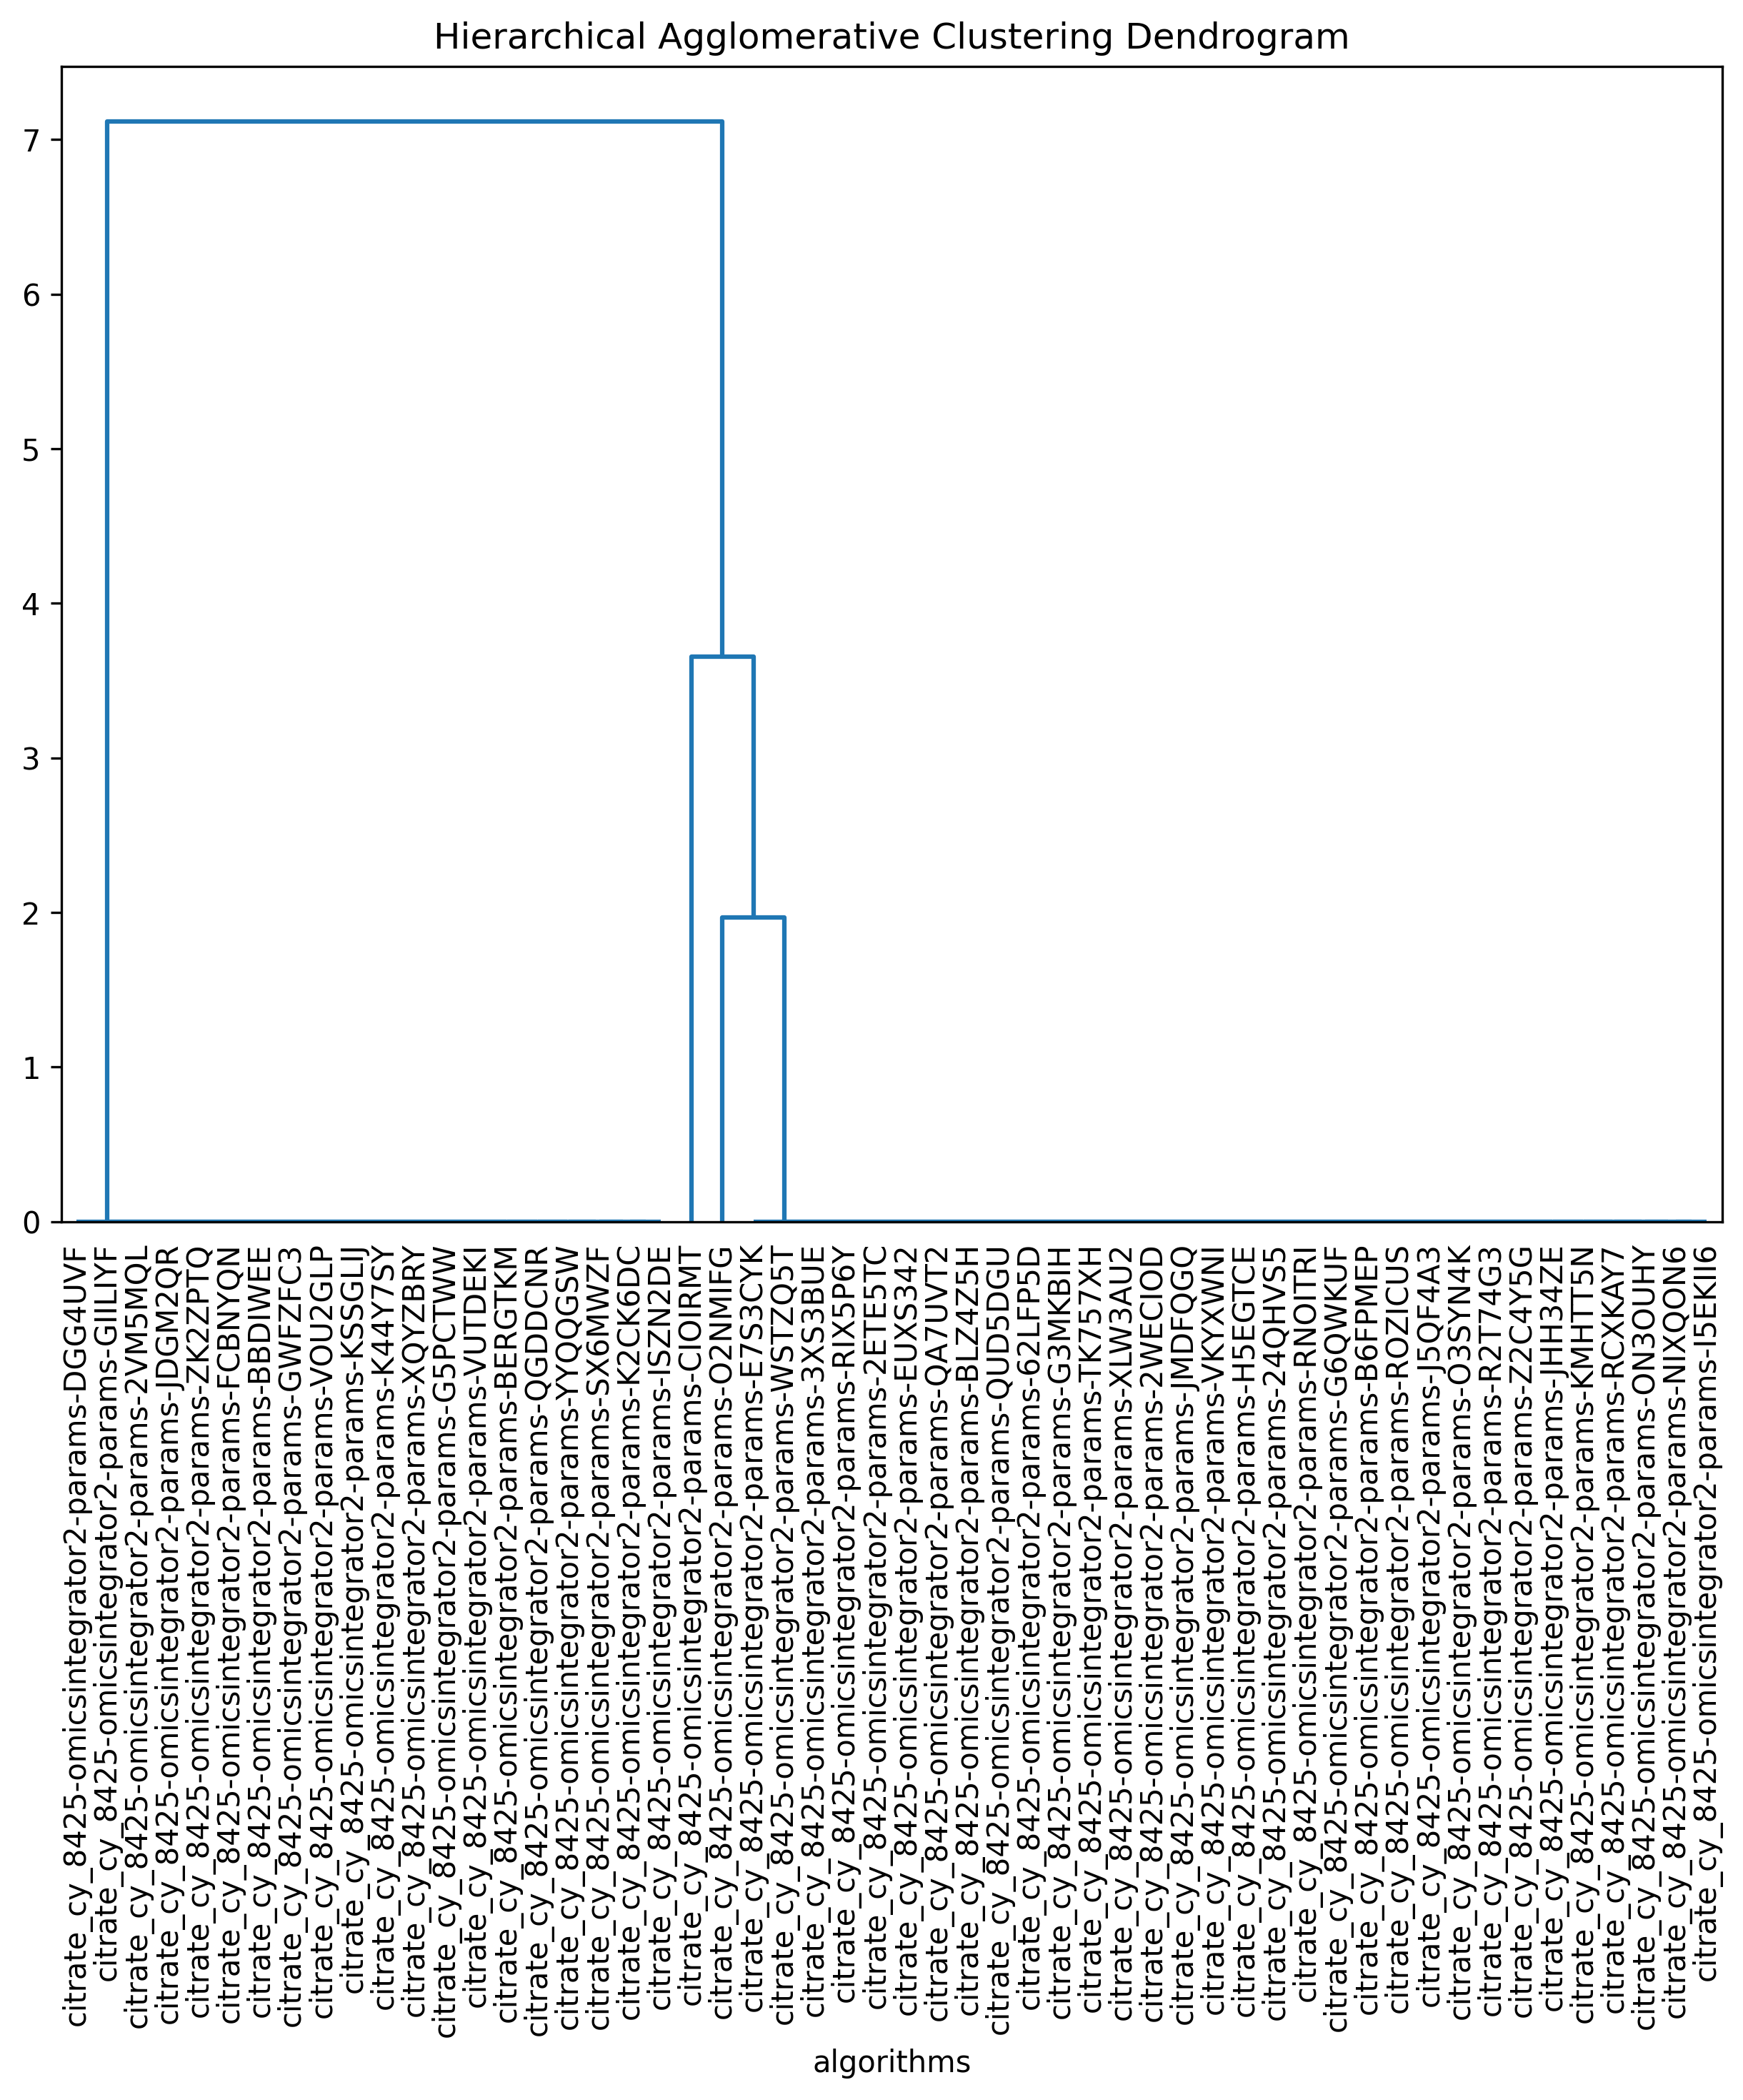 Hierarchical Agglomerative Clustering Dendrogram
7
6
5
4
3
2
1
0
citrate_cy_8425-omicsintegrator2-params-DGG4UVF
citrate_cy_8425-omicsintegrator2-params-GIILIYF
citrate_cy_8425-omicsintegrator2-params-2VM5MQL
citrate_cy_8425-omicsintegrator2-params-JDGM2QR
citrate_cy_8425-omicsintegrator2-params-ZK2ZPTQ
citrate_cy_8425-omicsintegrator2-params-FCBNYQN
citrate_cy_8425-omicsintegrator2-params-BBDIWEE
citrate_cy_8425-omicsintegrator2-params-GWFZFC3
citrate_cy_8425-omicsintegrator2-params-VOU2GLP
citrate_cy_8425-omicsintegrator2-params-KSSGLIJ
citrate_cy_8425-omicsintegrator2-params-K44Y7SY
citrate_cy_8425-omicsintegrator2-params-XQYZBRY
citrate_cy_8425-omicsintegrator2-params-G5PCTWW
citrate_cy_8425-omicsintegrator2-params-VUTDEKI
citrate_cy_8425-omicsintegrator2-params-BERGTKM
citrate_cy_8425-omicsintegrator2-params-QGDDCNR
citrate_cy_8425-omicsintegrator2-params-YYQQGSW
citrate_cy_8425-omicsintegrator2-params-SX6MWZF
citrate_cy_8425-omicsintegrator2-params-K2CK6DC
citrate_cy_8425-omicsintegrator2-params-ISZN2DE
citrate_cy_8425-omicsintegrator2-params-CIOIRMT
citrate_cy_8425-omicsintegrator2-params-O2NMIFG
citrate_cy_8425-omicsintegrator2-params-E7S3CYK
citrate_cy_8425-omicsintegrator2-params-WSTZQ5T
citrate_cy_8425-omicsintegrator2-params-3XS3BUE
citrate_cy_8425-omicsintegrator2-params-RIX5P6Y
citrate_cy_8425-omicsintegrator2-params-2ETE5TC
citrate_cy_8425-omicsintegrator2-params-EUXS342
citrate_cy_8425-omicsintegrator2-params-QA7UVT2
citrate_cy_8425-omicsintegrator2-params-BLZ4Z5H
citrate_cy_8425-omicsintegrator2-params-QUD5DGU
citrate_cy_8425-omicsintegrator2-params-62LFP5D
citrate_cy_8425-omicsintegrator2-params-G3MKBIH
citrate_cy_8425-omicsintegrator2-params-TK757XH
citrate_cy_8425-omicsintegrator2-params-XLW3AU2
citrate_cy_8425-omicsintegrator2-params-2WECIOD
citrate_cy_8425-omicsintegrator2-params-JMDFQGQ
citrate_cy_8425-omicsintegrator2-params-VKYXWNI
citrate_cy_8425-omicsintegrator2-params-H5EGTCE
citrate_cy_8425-omicsintegrator2-params-24QHVS5
citrate_cy_8425-omicsintegrator2-params-RNOITRI
citrate_cy_8425-omicsintegrator2-params-G6QWKUF
citrate_cy_8425-omicsintegrator2-params-B6FPMEP
citrate_cy_8425-omicsintegrator2-params-ROZICUS
citrate_cy_8425-omicsintegrator2-params-J5QF4A3
citrate_cy_8425-omicsintegrator2-params-O3SYN4K
citrate_cy_8425-omicsintegrator2-params-R2T74G3
citrate_cy_8425-omicsintegrator2-params-Z2C4Y5G
citrate_cy_8425-omicsintegrator2-params-JHH34ZE
citrate_cy_8425-omicsintegrator2-params-KMHTT5N
citrate_cy_8425-omicsintegrator2-params-RCXKAY7
citrate_cy_8425-omicsintegrator2-params-ON3OUHY
citrate_cy_8425-omicsintegrator2-params-NIXQON6
citrate_cy_8425-omicsintegrator2-params-I5EKII6
algorithms